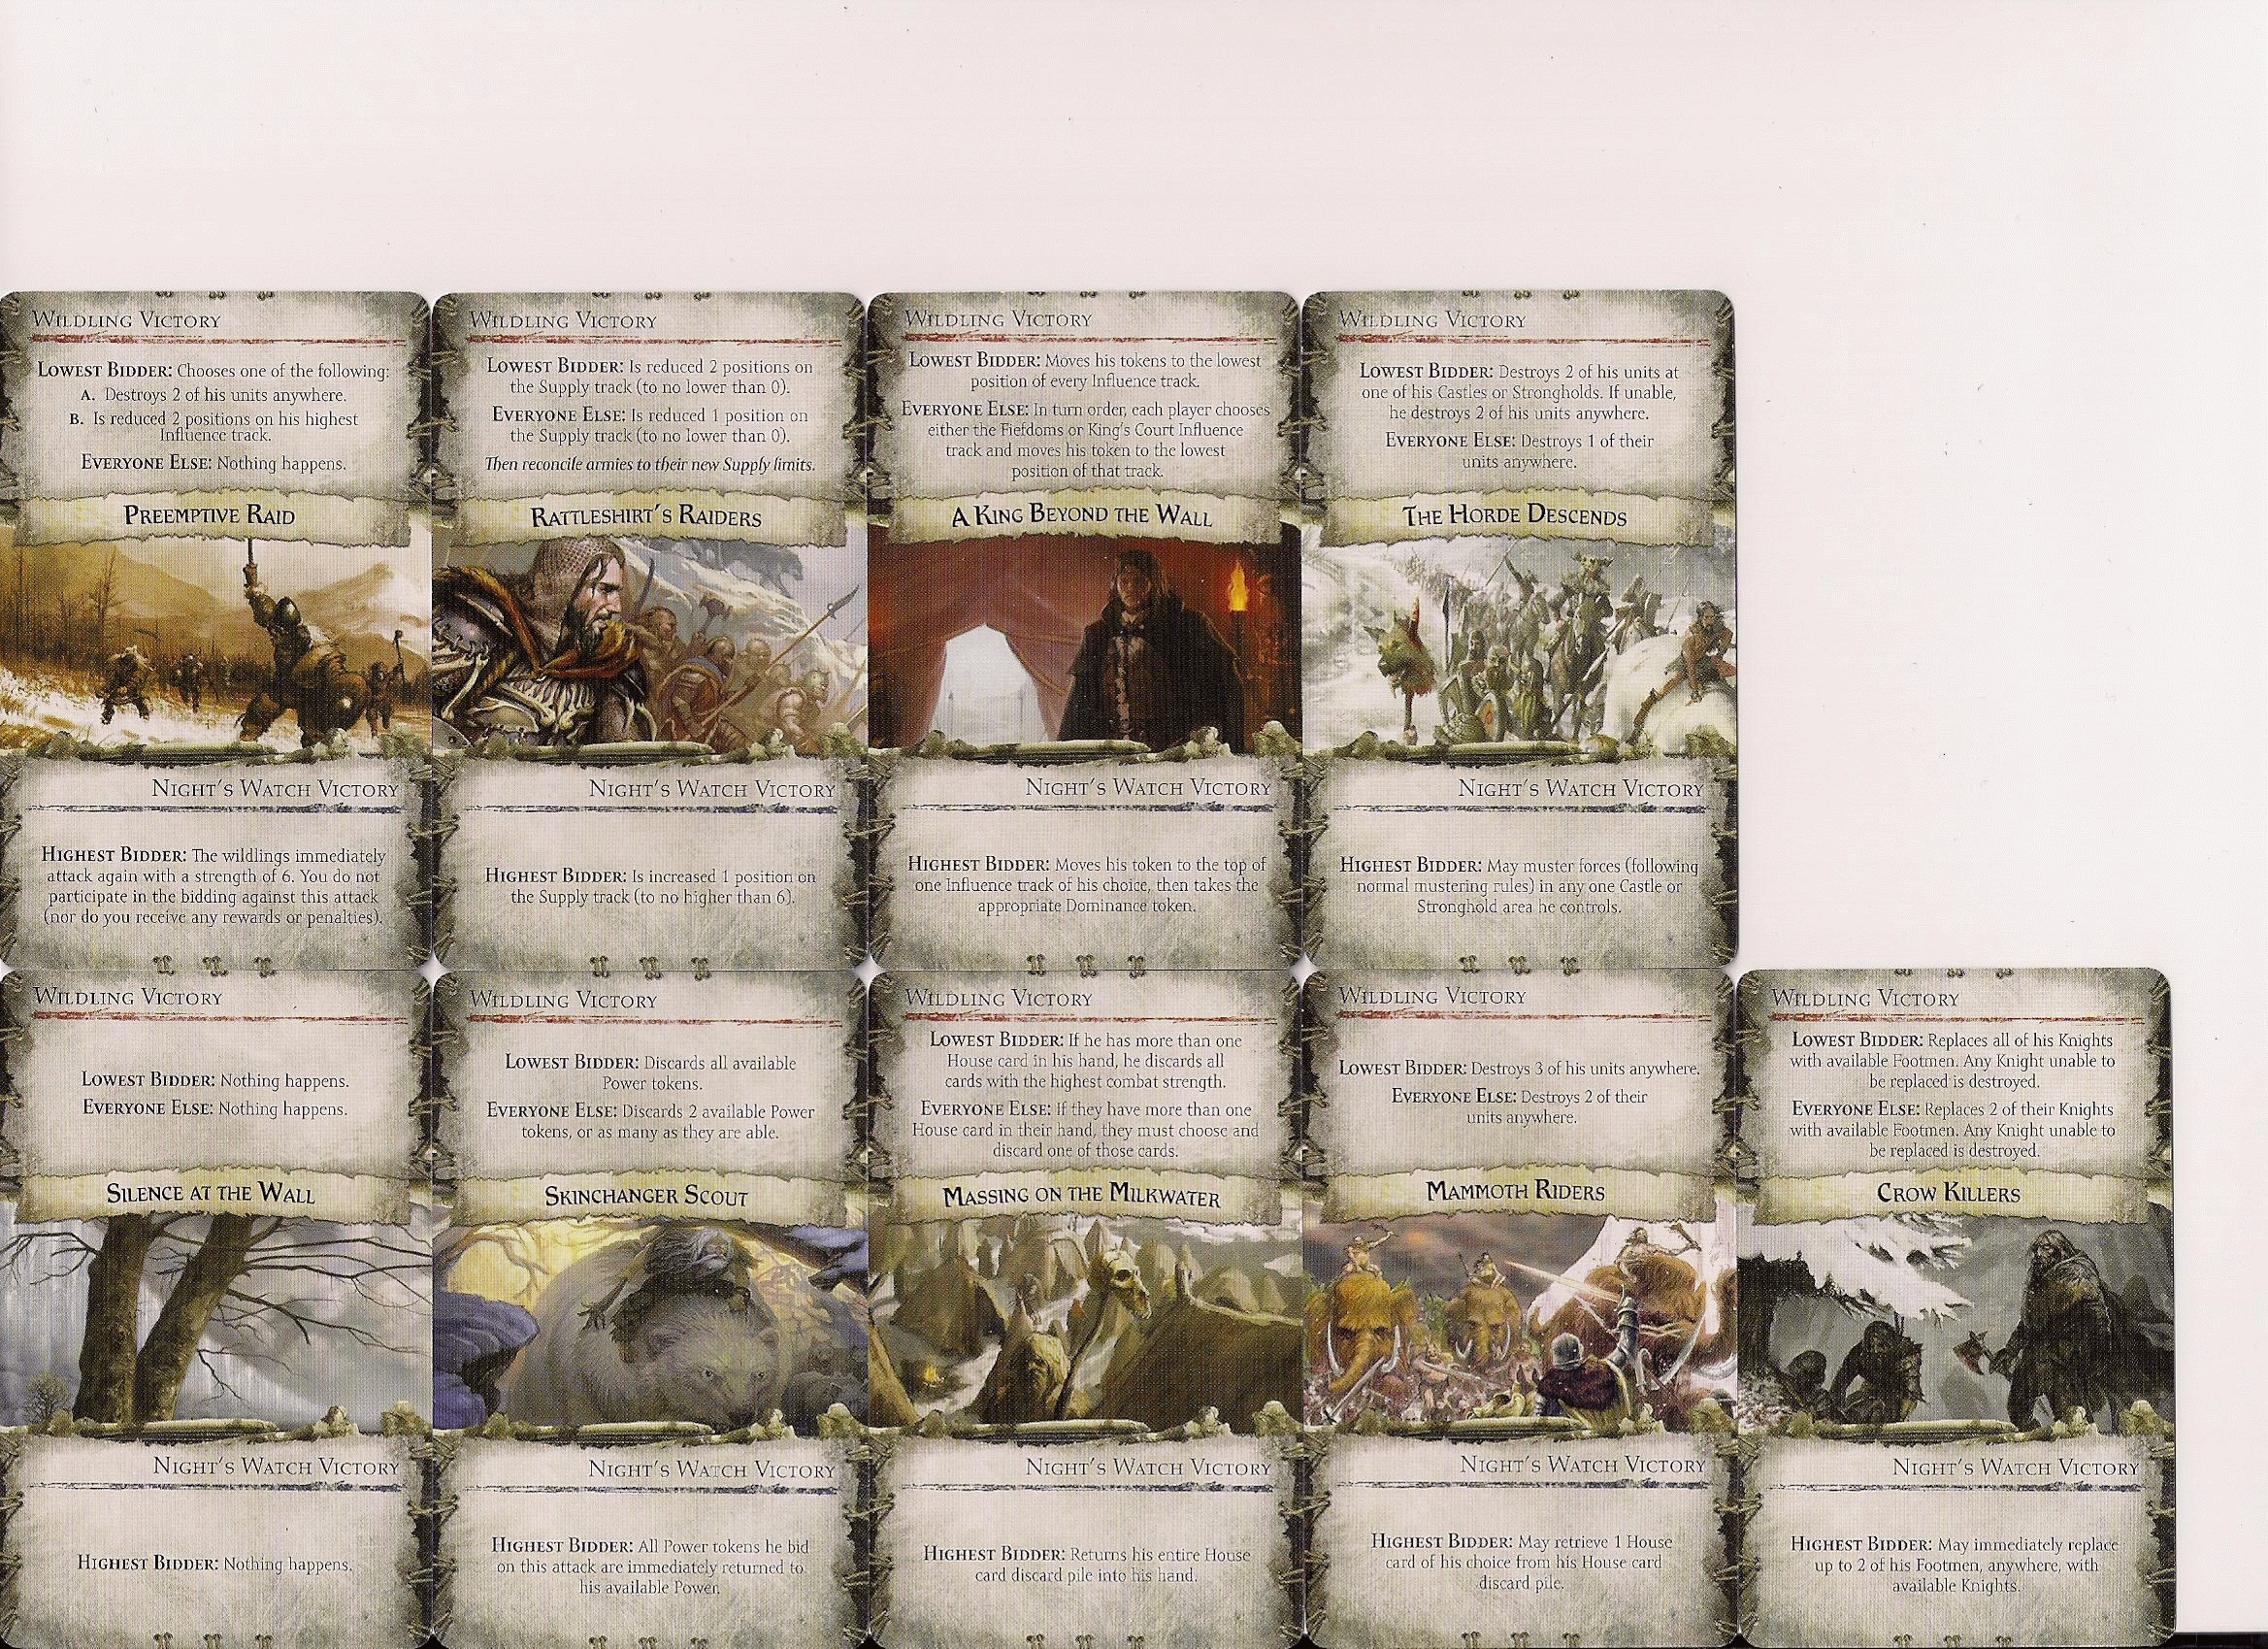 WILDLING VICTORY
LOWEST BIDDER: Chooses one of the following:
A. Destroys 2 of his units anywhere.
B. Is reduced 2 positions on his highest
Influence track.
EVERYONE ELSE: Nothing happens.
PREEMPTIVE RAID
NIGHT'S WATCH VICTORY
HIGHEST BIDDER: The wildlings immediately
attack again with a strength of 6. You do not
participate in the bidding against this attack
(nor do you receive any rewards or penalties).
WILDLING VICTORY
LOWEST BIDDER: Is reduced 2 positions on
the Supply track (to no lower than 0).
EVERYONE ELSE: Is reduced 1 position on
the Supply track (to no lower than 0).
Then reconcile armies to their new Supply limits.
RATTLESHIRT'S RAIDERS
NIGHT'S WATCH VICTORY
HIGHEST BIDDER: Is increased 1 position on
the Supply track (to no higher than 6).
WILDLING VICTORY
LOWEST BIDDER: Moves his tokens to the lowest
position of every Influence track.
EVERYONE ELSE: In turn order, each player chooses
either the Fiefdoms or King's Court Influence
track and moves his token to the lowest
position of that track.
A KING BEYOND THE WALL
NIGHT'S WATCH VICTORY
HIGHEST BIDDER: Moves his token to the top of
one Influence track of his choice, then takes the
appropriate Dominance token.
WILDLING VICTORY
LOWEST BIDDER: Destroys 2 of his units at
one of his Castles or Strongholds. If unable,
he destroys 2 of his units anywhere.
EVERYONE ELSE: Destroys 1 of their
units anywhere.
THE HORDE DESCENDS
NIGHT'S WATCH VICTORY
HIGHEST BIDDER: May muster forces (following
normal mustering rules) in any one Castle or
Stronghold area he controls.
WILDLING VICTORY
LOWEST BIDDER: Nothing happens.
EVERYONE ELSE: Nothing happens.
SILENCE AT THE WALL
NIGHT'S WATCH VICTORY
HIGHEST BIDDER: Nothing happens.
WILDLING VICTORY
LOWEST BIDDER: Discards all available
Power tokens.
EVERYONE ELSE: Discards 2 available Power
tokens, or as many as they are able.
SKINCHANGER SCOUT
NIGHT'S WATCH VICTORY
HIGHEST BIDDER: All Power tokens he bid
on this attack are immediately returned to
his available Power.
WILDLING VICTORY
LOWEST BIDDER: If he has more than one
House card in his hand, he discards all
cards with the highest combat strength.
EVERYONE ELSE: If they have more than one
House card in their hand, they must choose and
discard one of those cards.
MASSING ON THE MILKWATER
NIGHT'S WATCH VICTORY
HIGHEST BIDDER: Returns his entire House
card discard pile into his hand.
WILDLING VICTORY
LOWEST BIDDER: Destroys 3 of his units anywhere.
EVERYONE ELSE: Destroys 2 of their
units anywhere.
MAMMOTH RIDERS
NIGHT'S WATCH VICTORY
HIGHEST BIDDER: May retrieve 1 House
card of his choice from his House card
discard pile.
WILDLING VICTORY
LOWEST BIDDER: Replaces all of his Knights
with available Footmen. Any Knight unable to
be replaced is destroyed.
EVERYONE ELSE: Replaces 2 of their Knights
with available Footmen. Any Knight unable to
be replaced is destroyed.
CROW KILLERS
NIGHT'S WATCH VICTORY
HIGHEST BIDDER: May immediately replace
up to 2 of his Footmen, anywhere, with
available Knights.